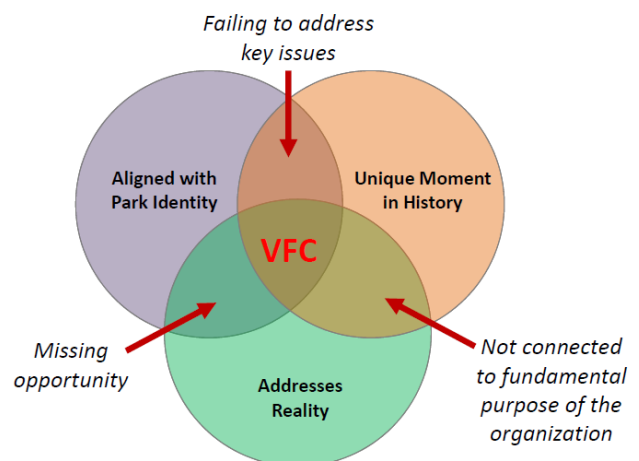 Failing to address
key issues
Aligned with
Park Identity
Unique Moment
in History
VFC
Missing
opportunity
Addresses
Reality
Not connected
to fundamental
purpose of the
organization